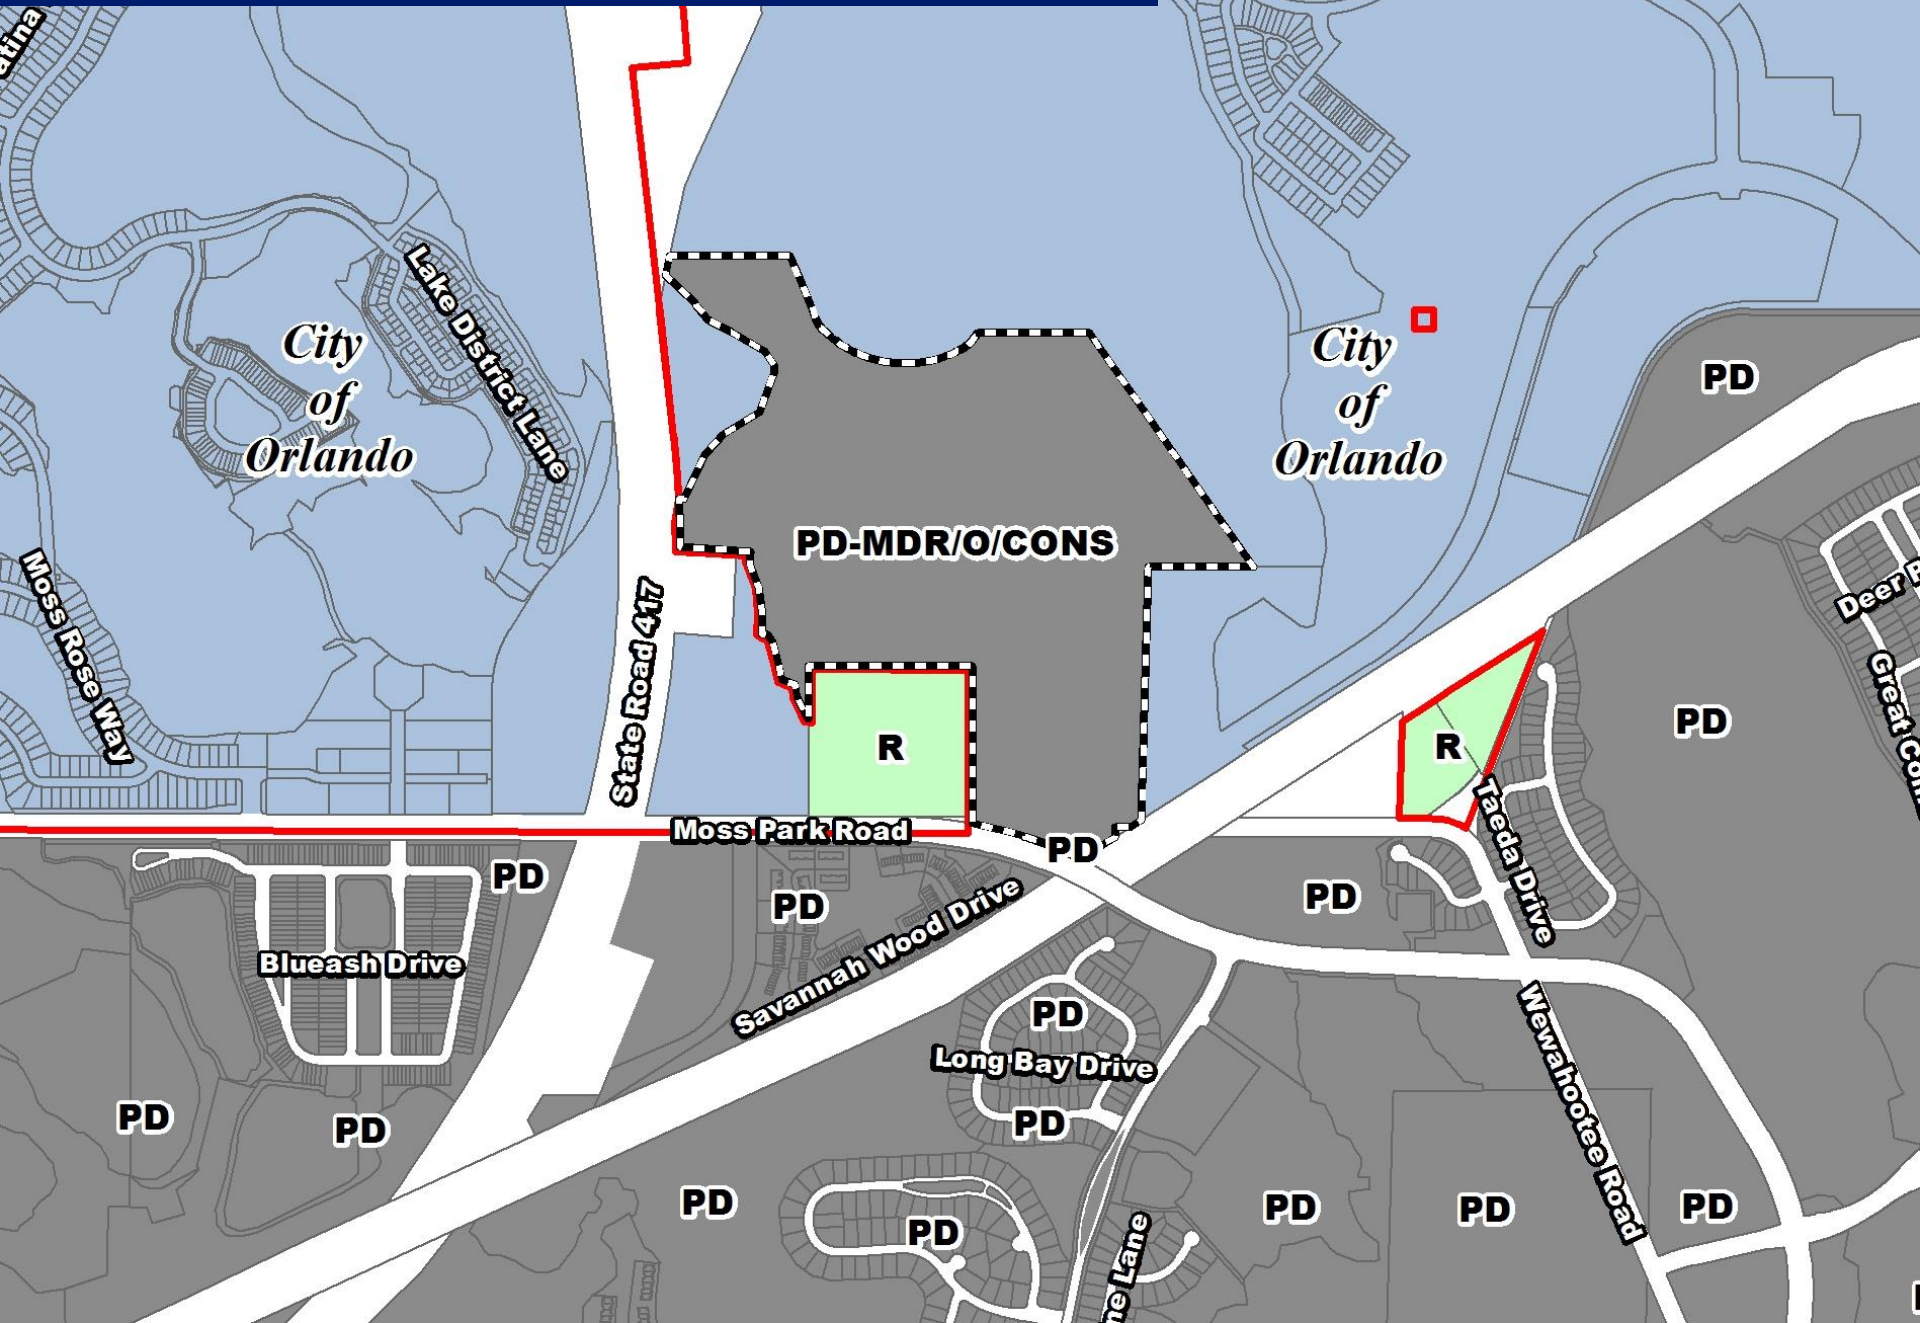 City
of
Orlando
Lake District Lane
City
of
Orlando
PD
PD-MDR/O/CONS
Moss Rose Way
State Road 417
R
R
PD
Moss Park Road
PD
PD
PD
PD
Taeda Drive
Savannah Wood Drive
Blueash Drive
PD
Long Bay Drive
PD
Wewahootee Road
PD
PD
PD
PD
PD
PD
PD
Lane
Deer
Great